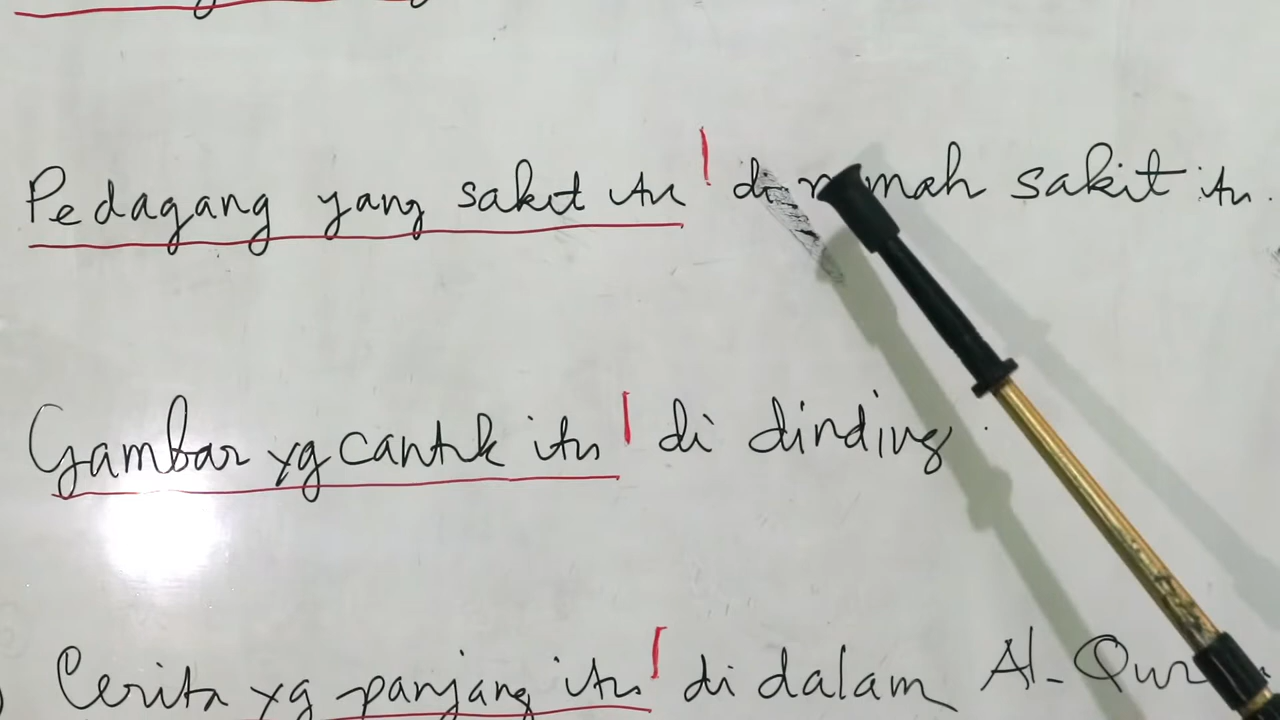 Pedagang yang sakit itu di rumah sakit itu.
Gambar yg cantik itu di dinding.
Cerita yg panjang itu di dalam Al-Qur